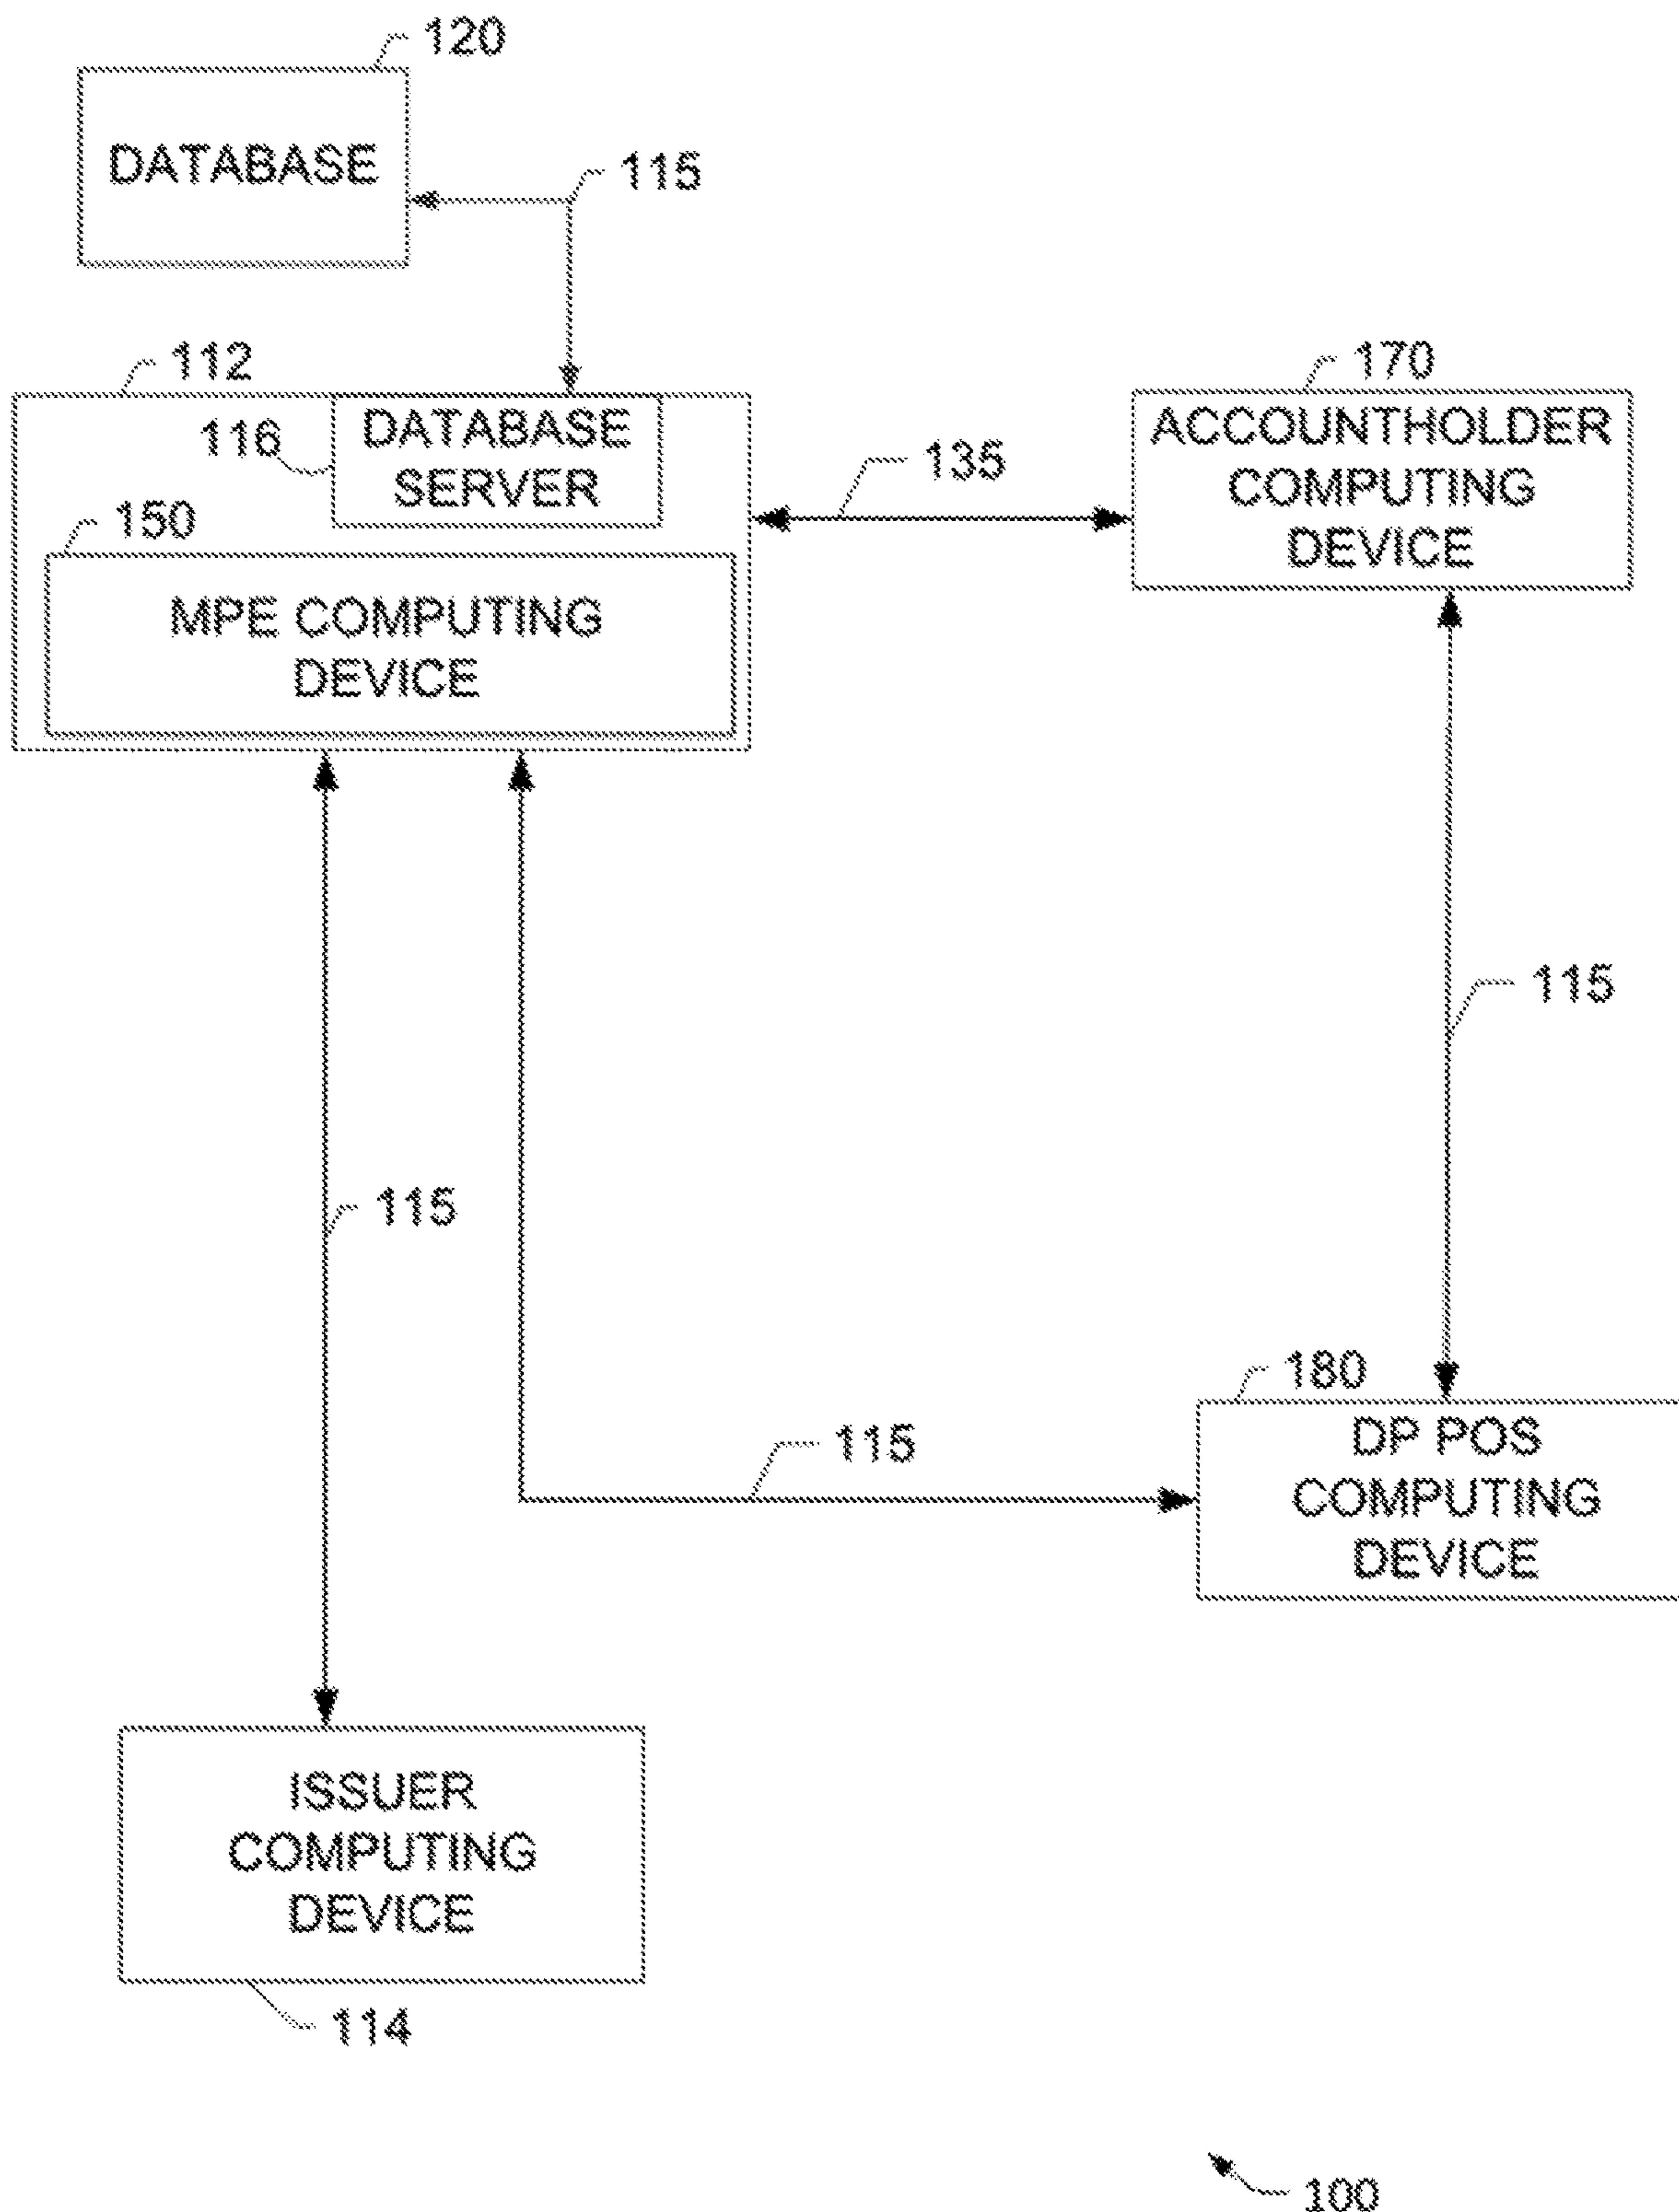 120
DATABASE
115
112
170
116
DATABASE
SERVER
135
ACCOUNTHOLDER
COMPUTING
DEVICE
150
MPE COMPUTING
DEVICE
115
115
180
115
DP POS
COMPUTING
DEVICE
ISSUER
COMPUTING
DEVICE
114
100